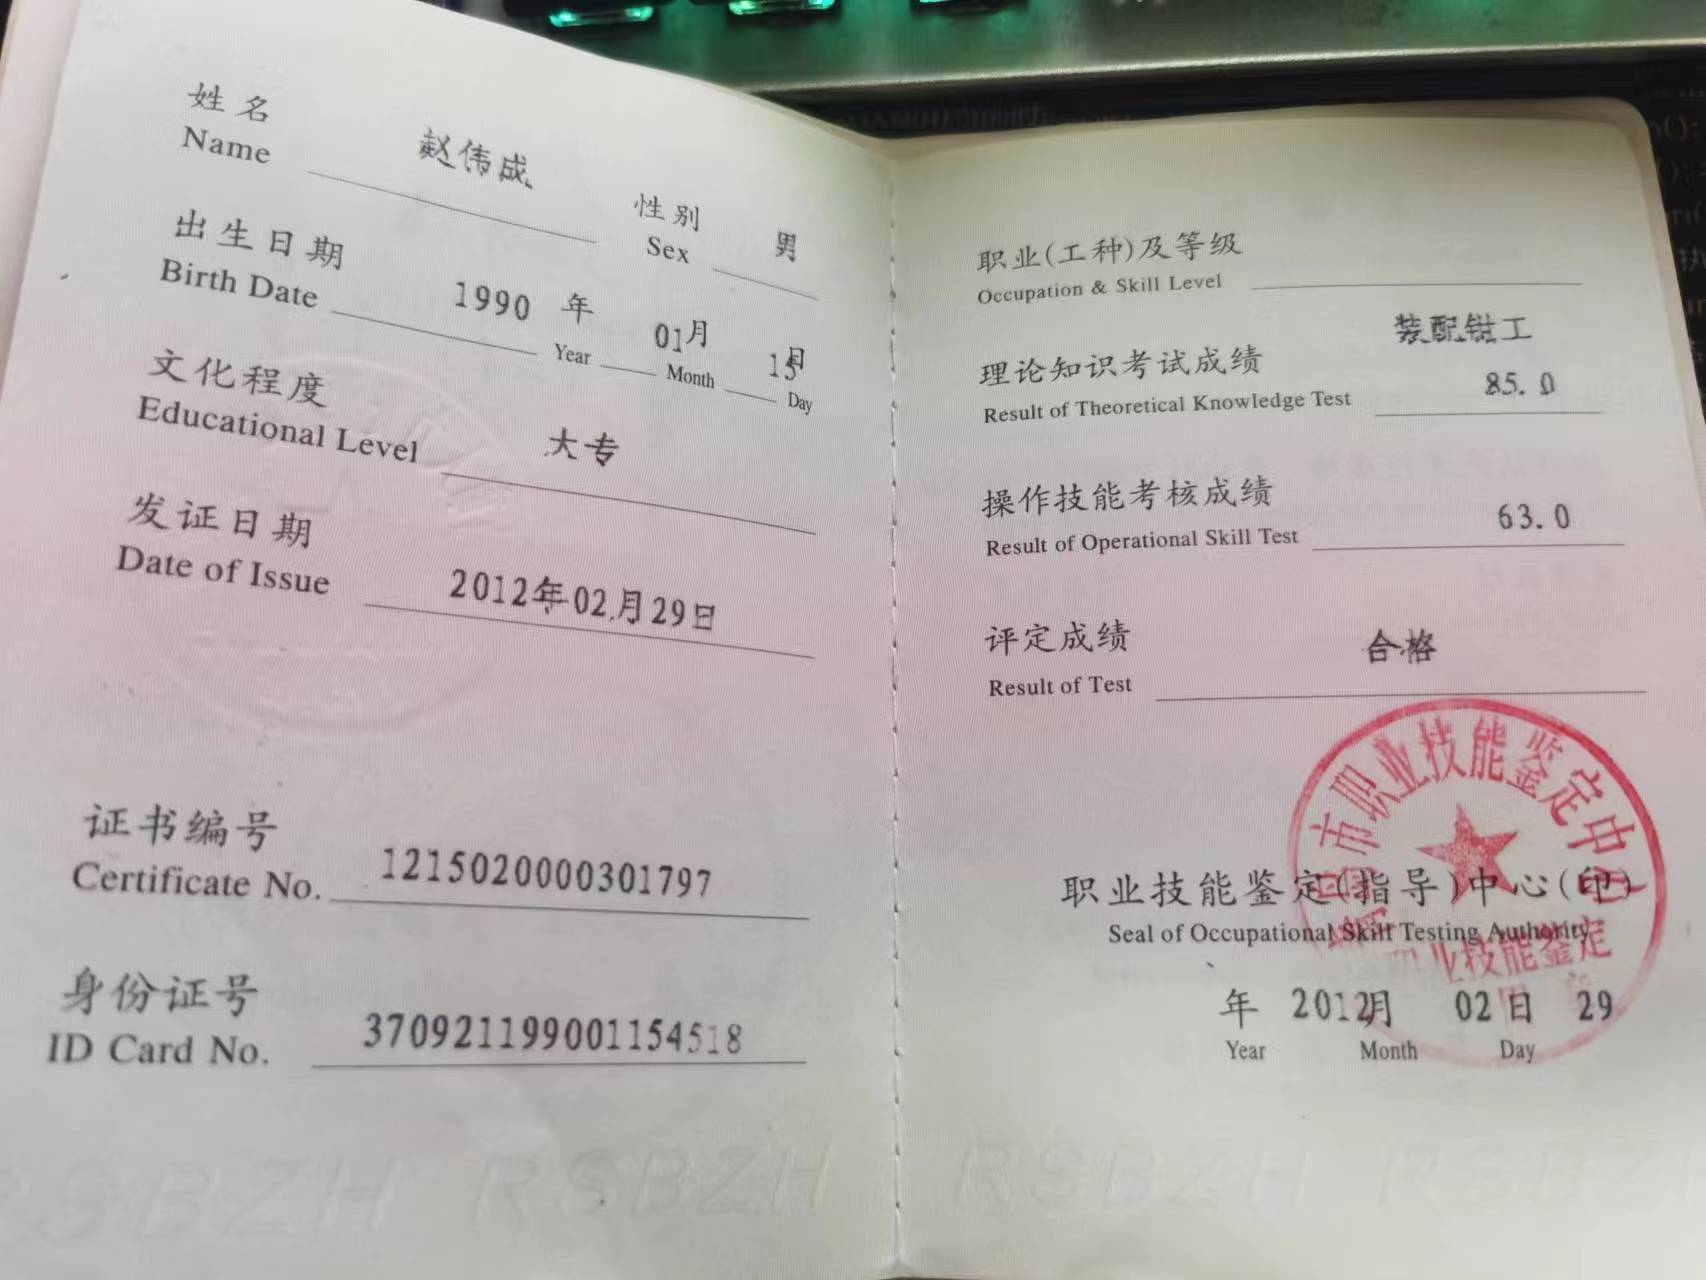 姓名 赵伟成 性别 男
Name Sex
出生日期 1990 年 01月 15日
Birth Date Year Month Day
文化程度 大专
Educational Level
发证日期 2012年02月29日
Date of Issue
证书编号 1215020000301797
Certificate No.
身份证号 370921199001154518
ID Card No.
RSBZH RSBZH
职业(工种)及等级
Occupation & Skill Level
装配钳工
理论知识考试成绩 85.0
Result of Theoretical Knowledge Test
操作技能考核成绩 63.0
Result of Operational Skill Test
评定成绩 合格
Result of Test
市职业技能鉴定中心
职业技能鉴定(指导)中心(印)
Seal of Occupational Skill Testing Authority
职业技能鉴定
年 2012月 02日 29
Year Month Day
RSBZH RSBZ